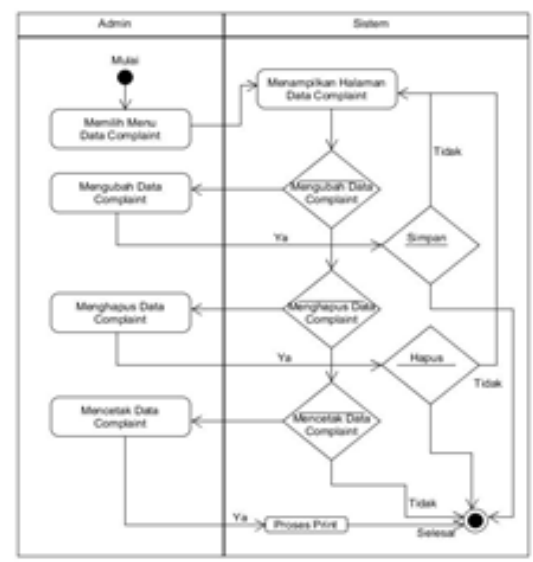 Admin
Sistem
Mulai
Menampilkan Halaman
Data Complaint
Memilih Menu
Data Complaint
Tidak
Mengubah Data
Complaint
Mengubah Data
Complaint
Ya
Simpan
Menghapus Data
Complaint
Menghapus Data
Complaint
Ya
Hapus
Tidak
Mencetak Data
Complaint
Mencetak Data
Complaint
Tidak
Ya
Proses Print
Selesai